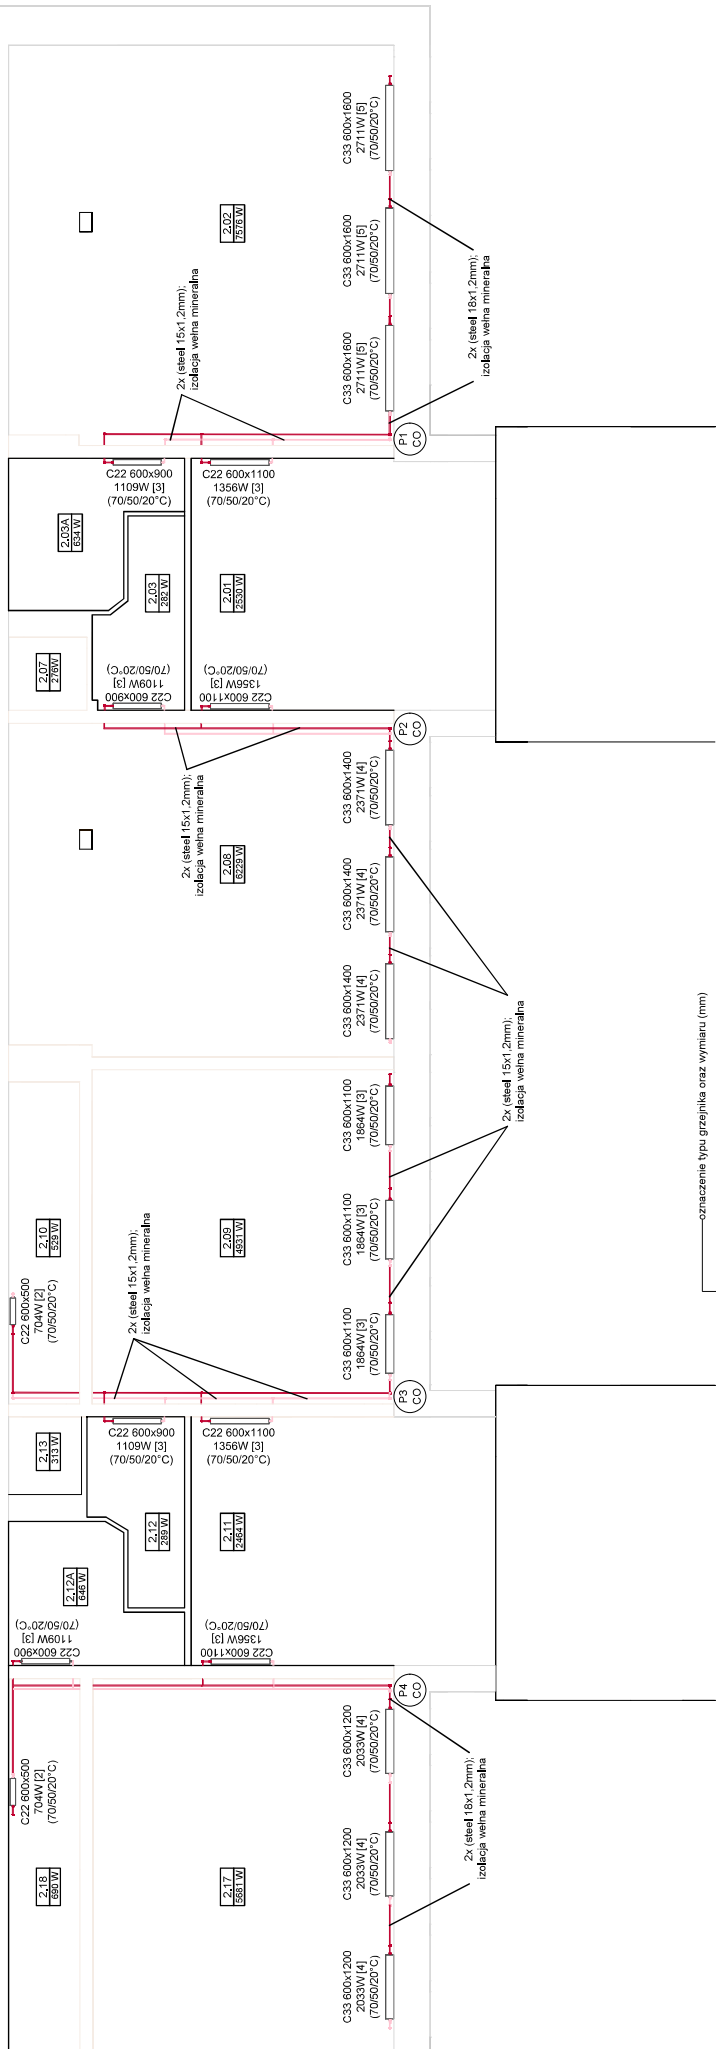 C33 600x1600
2711W [5]
(70/50/20°C)
2.02
7576 W
C33 600x1600
2711W [5]
(70/50/20°C)
2x (steel 15x1,2mm);
izolacja wełna mineralna
2x (steel 18x1,2mm);
izolacja wełna mineralna
C33 600x1600
2711W [5]
(70/50/20°C)
P1
CO
C22 600x900
1109W [3]
(70/50/20°C)
C22 600x1100
1356W [3]
(70/50/20°C)
2.03A
634 W
2.03
282 W
2.01
2530 W
2.07
276W
C22 600x900
1109W [3]
(70/50/20°C)
C22 600x1100
1356W [3]
(70/50/20°C)
P2
CO
2x (steel 15x1,2mm);
izolacja wełna mineralna
C33 600x1400
2371W [4]
(70/50/20°C)
2.08
6229 W
C33 600x1400
2371W [4]
(70/50/20°C)
C33 600x1400
2371W [4]
(70/50/20°C)
2x (steel 15x1,2mm);
izolacja wełna mineralna
oznaczenie typu grzejnika oraz wymiaru (mm)
C33 600x1100
1864W [3]
(70/50/20°C)
2.10
529 W
2.09
4931 W
C33 600x1100
1864W [3]
(70/50/20°C)
C22 600x500
704W [2]
(70/50/20°C)
2x (steel 15x1,2mm);
izolacja wełna mineralna
C33 600x1100
1864W [3]
(70/50/20°C)
P3
CO
2.13
313 W
C22 600x900
1109W [3]
(70/50/20°C)
C22 600x1100
1356W [3]
(70/50/20°C)
2.12
289 W
2.11
2464 W
2.12A
646 W
C22 600x900
1109W [3]
(70/50/20°C)
C22 600x1100
1356W [3]
(70/50/20°C)
P4
CO
C22 600x500
704W [2]
(70/50/20°C)
C33 600x1200
2033W [4]
(70/50/20°C)
2x (steel 18x1,2mm);
izolacja wełna mineralna
2.18
690 W
2.17
5681 W
C33 600x1200
2033W [4]
(70/50/20°C)
C33 600x1200
2033W [4]
(70/50/20°C)